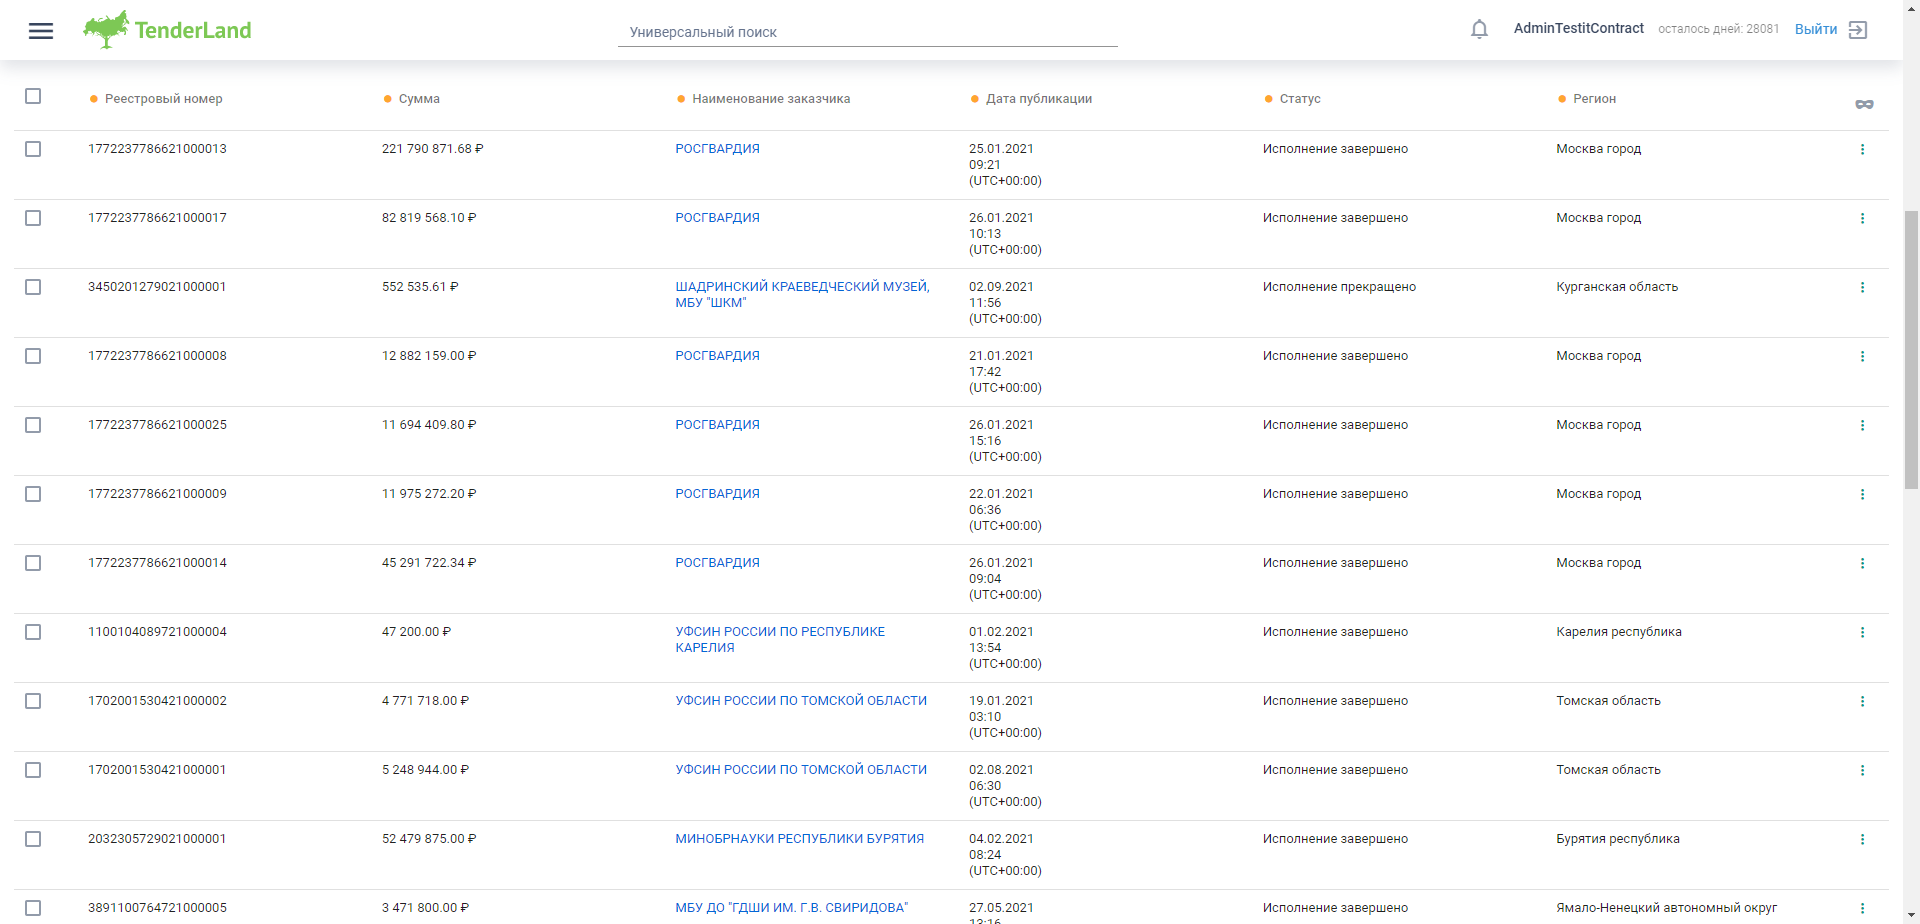 TenderLand
Универсальный поиск
AdminTestitContract
осталось дней: 28081
Выйти
Реестровый номер Сумма Наименование заказчика Дата публикации Статус Регион
1772237786621000013 221 790 871.68 ₽ РОСГВАРДИЯ 25.01.2021 Исполнение завершено Москва город
09:21
(UTC+00:00)
1772237786621000017 82 819 568.10 ₽ РОСГВАРДИЯ 26.01.2021 Исполнение завершено Москва город
10:13
(UTC+00:00)
3450201279021000001 552 535.61 ₽ ШАДРИНСКИЙ КРАЕВЕДЧЕСКИЙ МУЗЕЙ, 02.09.2021 Исполнение прекращено Курганская область
МБУ "ШКМ" 11:56
(UTC+00:00)
1772237786621000008 12 882 159.00 ₽ РОСГВАРДИЯ 21.01.2021 Исполнение завершено Москва город
17:42
(UTC+00:00)
1772237786621000025 11 694 409.80 ₽ РОСГВАРДИЯ 26.01.2021 Исполнение завершено Москва город
15:16
(UTC+00:00)
1772237786621000009 11 975 272.20 ₽ РОСГВАРДИЯ 22.01.2021 Исполнение завершено Москва город
06:36
(UTC+00:00)
1772237786621000014 45 291 722.34 ₽ РОСГВАРДИЯ 26.01.2021 Исполнение завершено Москва город
09:04
(UTC+00:00)
1100104089721000004 47 200.00 ₽ УФСИН РОССИИ ПО РЕСПУБЛИКЕ 01.02.2021 Исполнение завершено Карелия республика
КАРЕЛИЯ 13:54
(UTC+00:00)
1702001530421000002 4 771 718.00 ₽ УФСИН РОССИИ ПО ТОМСКОЙ ОБЛАСТИ 19.01.2021 Исполнение завершено Томская область
03:10
(UTC+00:00)
1702001530421000001 5 248 944.00 ₽ УФСИН РОССИИ ПО ТОМСКОЙ ОБЛАСТИ 02.08.2021 Исполнение завершено Томская область
06:30
(UTC+00:00)
2032305729021000001 52 479 875.00 ₽ МИНОБРНАУКИ РЕСПУБЛИКИ БУРЯТИЯ 04.02.2021 Исполнение завершено Бурятия республика
08:24
(UTC+00:00)
3891100764721000005 3 471 800.00 ₽ МБУ ДО "ГДШИ ИМ. Г.В. СВИРИДОВА" 27.05.2021 Исполнение завершено Ямало-Ненецкий автономный округ
13:16